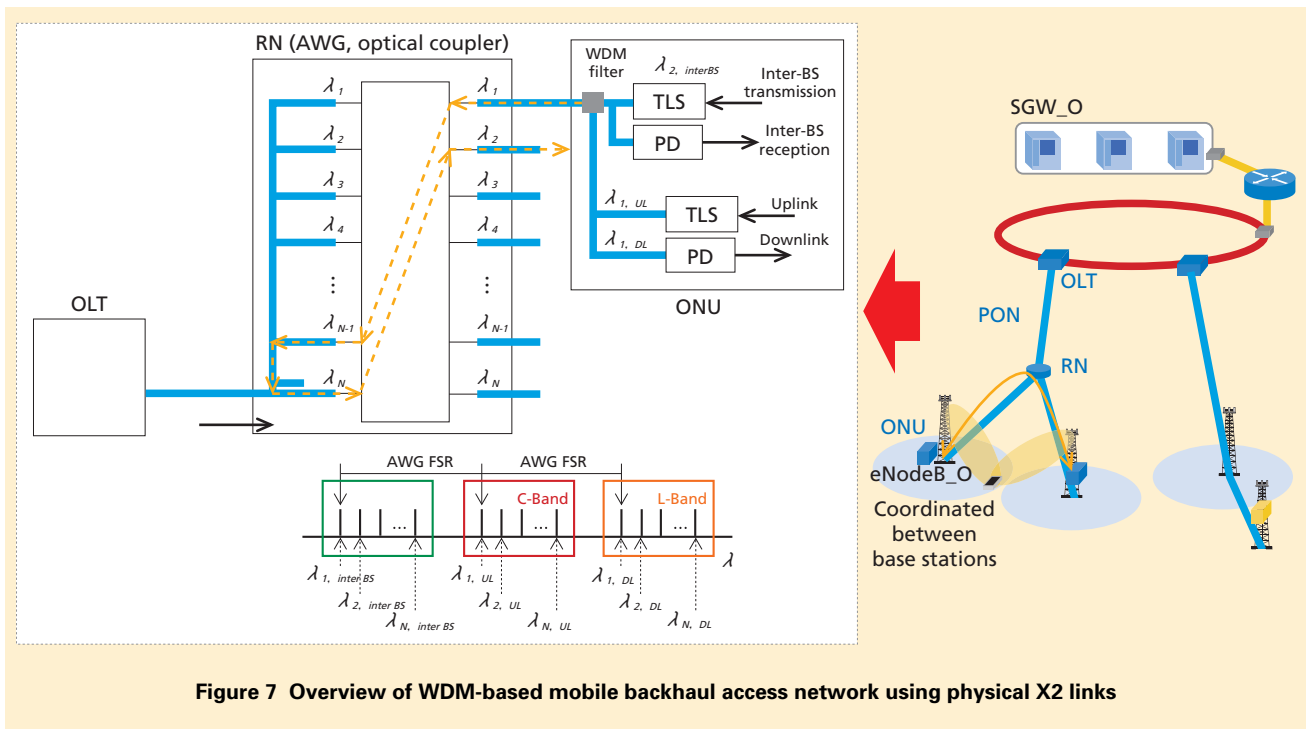 RN (AWG, optical coupler)
λ1
λ2
λ3
λ4
⋮
λN-1
λN
λ1
λ2
λ3
λ4
⋮
λN-1
λN
OLT
WDM
filter
λ2, interBS
TLS
PD
Inter-BS
transmission
Inter-BS
reception
λ1, UL
λ1, DL
TLS
PD
Uplink
Downlink
ONU
AWG FSR
AWG FSR
C-Band
L-Band
...
...
...
λ
λ1, inter BS
λ2, inter BS
λN, inter BS
λ1, UL
λ2, UL
λN, UL
λ1, DL
λ2, DL
λN, DL
SGW_O
OLT
PON
RN
ONU
eNodeB_O
Coordinated
between
base stations
Figure 7 Overview of WDM-based mobile backhaul access network using physical X2 links